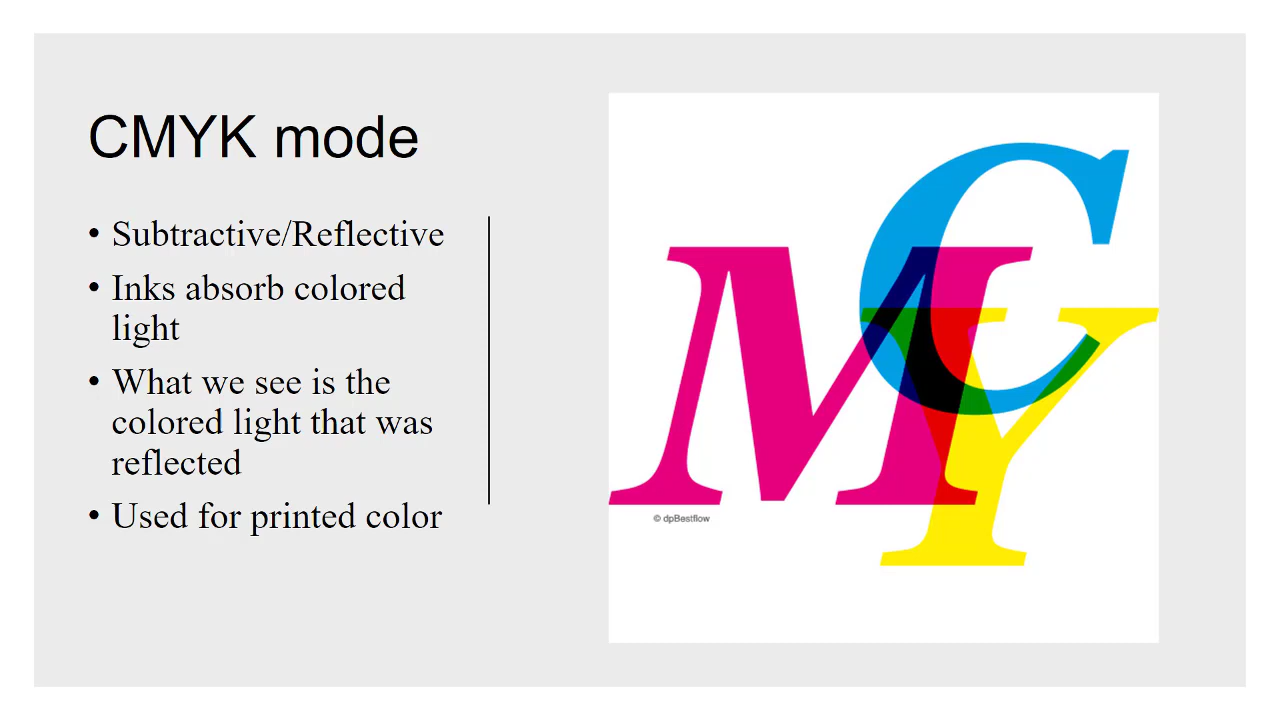 CMYK mode
• Subtractive/Reflective
• Inks absorb colored
light
• What we see is the
colored light that was
reflected
• Used for printed color
C
M
Y
© dpBestflow